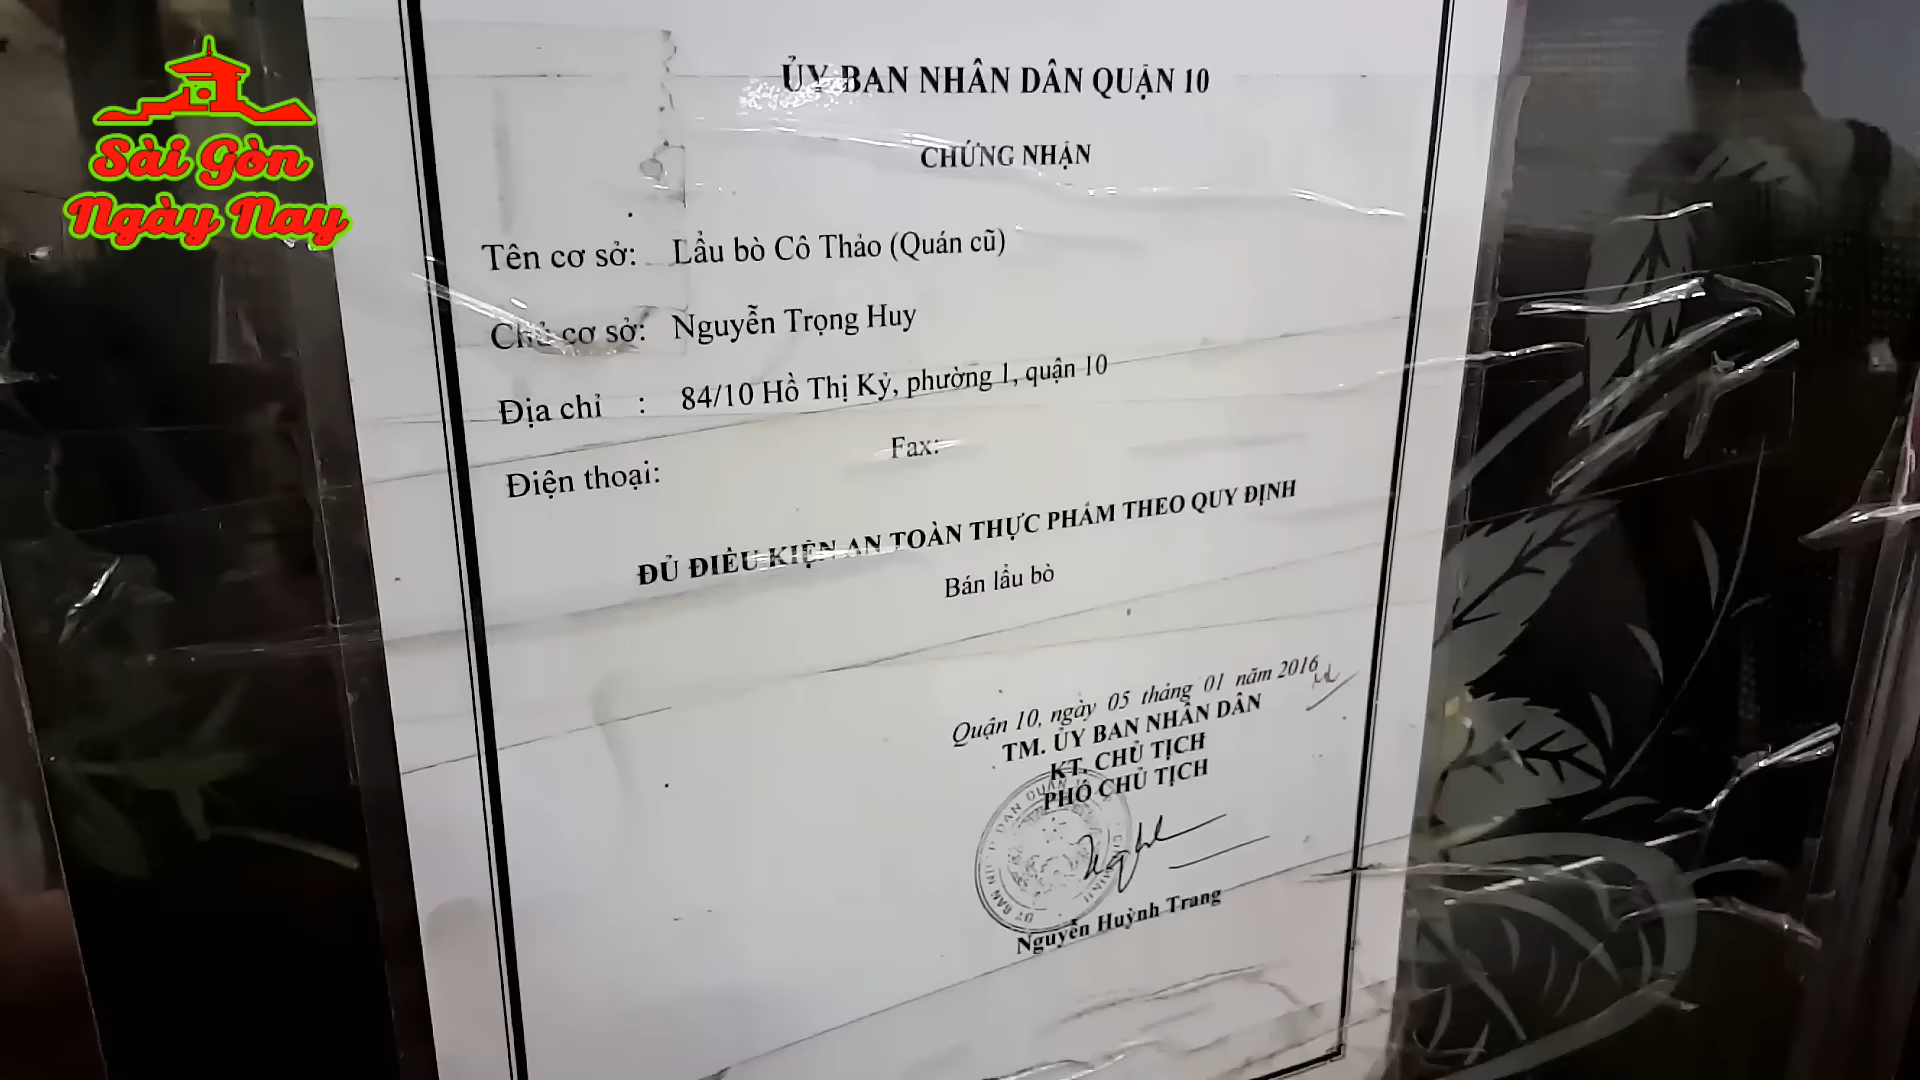 Sài Gòn
Ngày Nay
ỦY BAN NHÂN DÂN QUẬN 10
CHỨNG NHẬN
Tên cơ sở: Lẩu bò Cô Thảo (Quán cũ)
Chủ cơ sở: Nguyễn Trọng Huy
Địa chỉ : 84/10 Hồ Thị Kỷ, phường 1, quận 10
Điện thoại: Fax:
ĐỦ ĐIỀU KIỆN AN TOÀN THỰC PHẨM THEO QUY ĐỊNH
Bán lẩu bò
Quận 10, ngày 05 tháng 01 năm 2016
TM. ỦY BAN NHÂN DÂN
KT. CHỦ TỊCH
PHÓ CHỦ TỊCH
Nguyễn Huỳnh Trang